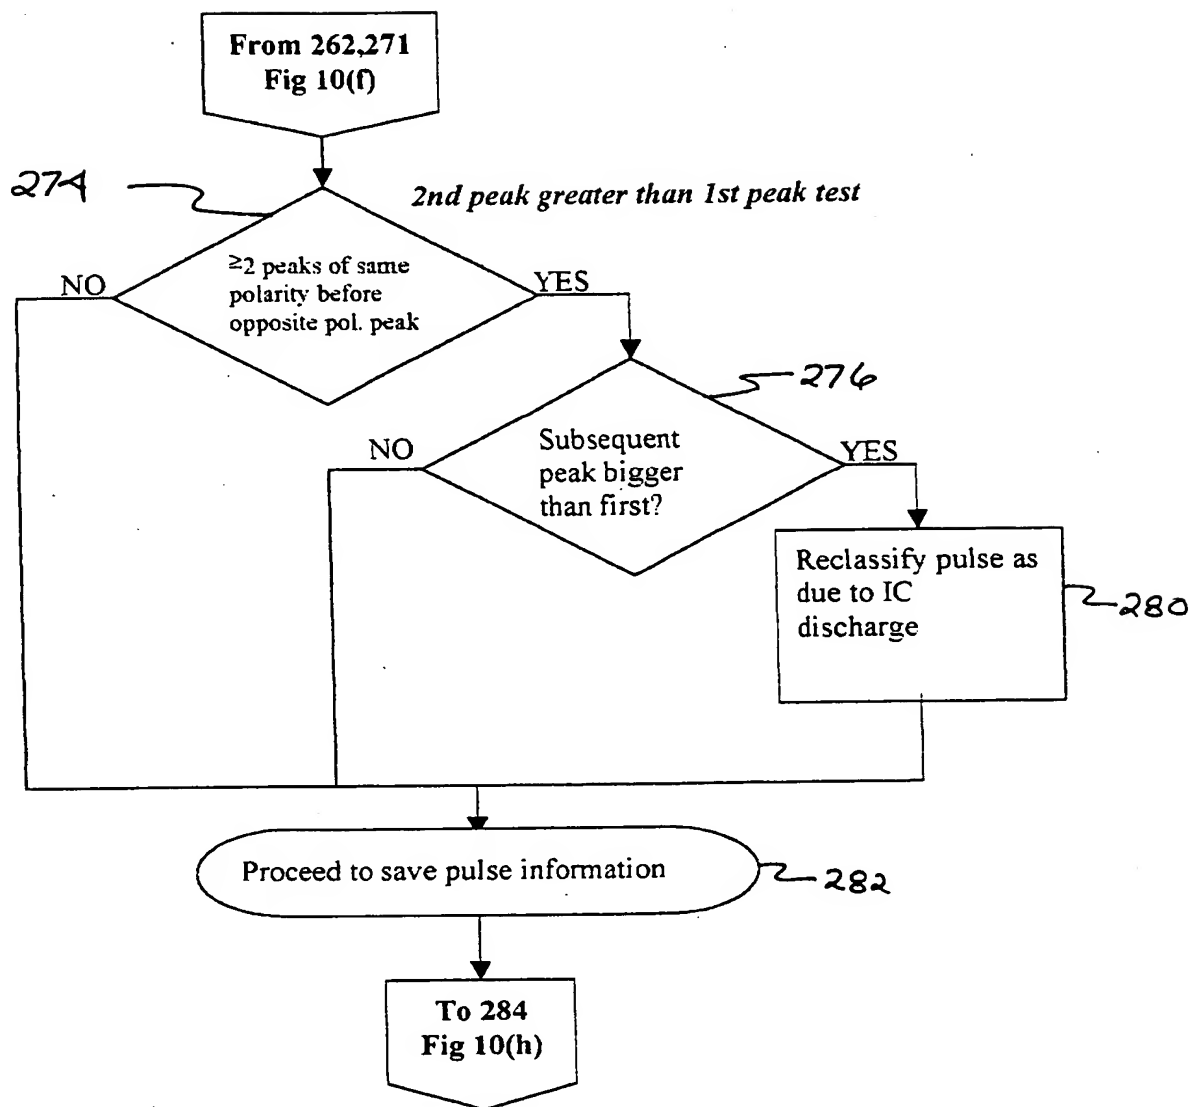 From 262,271
Fig 10(f)
274
2nd peak greater than 1st peak test
≥2 peaks of same
polarity before
opposite pol. peak
NO
YES
276
Subsequent
peak bigger
than first?
NO
YES
Reclassify pulse as
due to IC
discharge
280
Proceed to save pulse information
282
To 284
Fig 10(h)